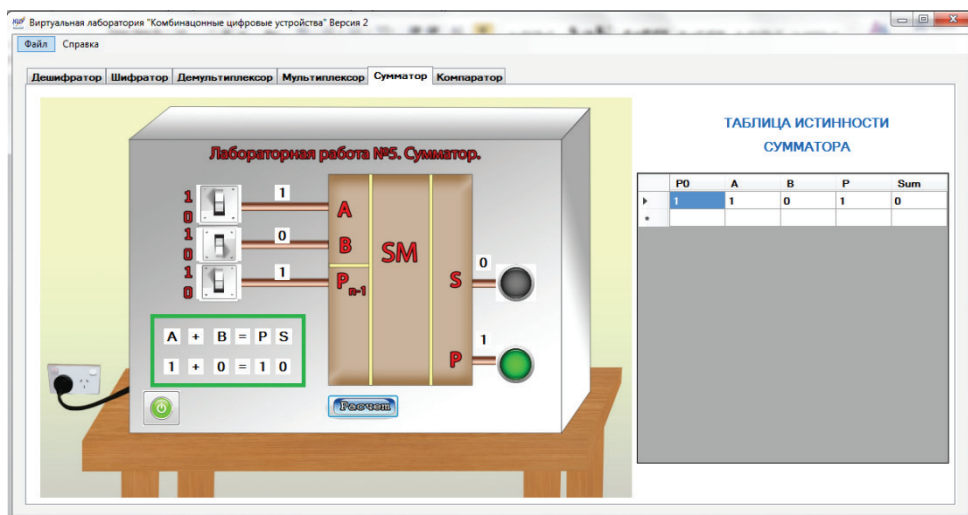 Виртуальная лаборатория "Комбинационные цифровые устройства" Версия 2
Файл Справка
Дешифратор Шифратор Демультиплексор Мультиплексор Сумматор Компаратор
Лабораторная работа №5. Сумматор.
1 1
0 A
1 0
0 B
1 1
0 Pn-1
SM
0
S
1
P
A + B = P S
1 + 0 = 1 0
Расчет
ТАБЛИЦА ИСТИННОСТИ
СУММАТОРА
P0 A B P Sum
1 1 0 1 0